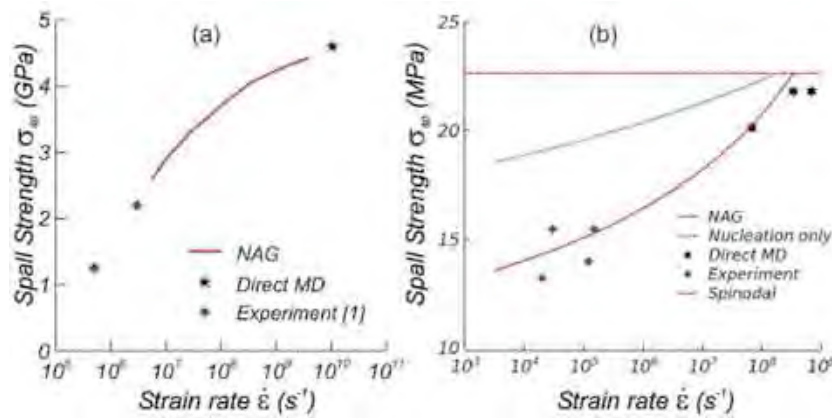 (a)
Spall Strength σsp (GPa)
5
4
3
2
1
0
NAG
Direct MD
Experiment [1]
10⁵ 10⁶ 10⁷ 10⁸ 10⁹ 10¹⁰ 10¹¹
Strain rate ε̇ (s⁻¹)
(b)
Spall Strength σsp (MPa)
25
20
15
10
NAG
Nucleation only
Direct MD
Experiment
Spinodal
10³ 10⁴ 10⁵ 10⁶ 10⁷ 10⁸ 10⁹
Strain rate ε̇ (s⁻¹)